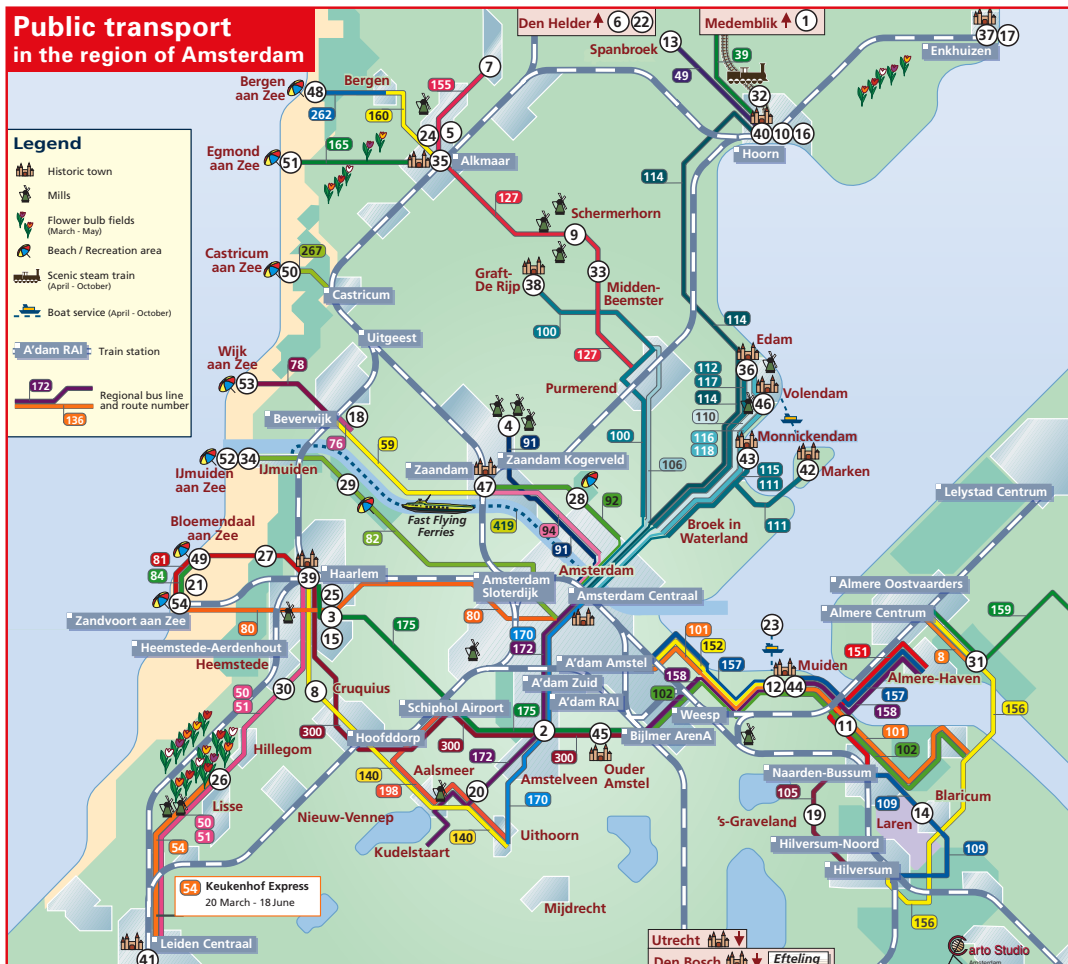 Public transport
in the region of Amsterdam
Den Helder 6 22
Medemblik 1
Spanbroek
13
39
49
32
37 17
Enkhuizen
40 10 16
Hoorn
7
155
Bergen
aan Zee
48
Bergen
262
160
24 5
35
Alkmaar
Egmond
aan Zee
51
165
114
127
Schermerhorn
9
33
Graft-
De Rijp
38
Midden-
Beemster
100
127
Purmerend
Legend
Historic town
Mills
Flower bulb fields
(March - May)
Beach / Recreation area
Scenic steam train
(April - October)
Boat service (April - October)
A'dam RAI
Train station
172
Regional bus line
and route number
136
Castricum
aan Zee
50
267
Castricum
Uitgeest
Wijk
aan Zee
53
78
18
Beverwijk
76
59
4
91
Zaandam
Zaandam Kogerveld
47
28
92
94
91
419
Fast Flying
Ferries
114
Edam
36
112
117
114
110
116
118
46
Volendam
Monnickendam
43
115
111
42
Marken
111
100
106
Broek in
Waterland
IJmuiden
aan Zee
52 34
IJmuiden
29
82
Bloemendaal
aan Zee
81
84
49
27
21
54
39
Haarlem
25
3
15
Zandvoort aan Zee
80
Heemstede-Aerdenhout
Heemstede
175
Amsterdam
Sloterdijk
80
Amsterdam
Amsterdam Centraal
170
172
A'dam Amstel
A'dam Zuid
A'dam RAI
Lelystad Centrum
Almere Oostvaarders
Almere Centrum
159
8
31
156
23
Muiden
12 44
101
152
157
158
102
Weesp
151
Almere-Haven
157
158
11
101
102
50
51
30
8
Cruquius
Schiphol Airport
Hoofddorp
300
300
175
2
45
Bijlmer ArenA
300
Ouder
Amstel
Amstelveen
172
Aalsmeer
20
198
140
170
Hillegom
26
Lisse
50
51
54
Nieuw-Vennep
140
Uithoorn
Kudelstaart
Naarden-Bussum
105
19
's-Graveland
109
14
Laren
Blaricum
Hilversum-Noord
Hilversum
109
156
54 Keukenhof Express
20 March - 18 June
Leiden Centraal
41
Mijdrecht
Utrecht
Den Bosch
Efteling
Carto Studio
Amsterdam